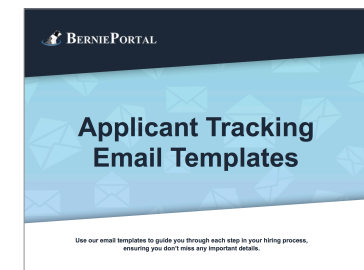 BERNIEPORTAL
Applicant Tracking
Email Templates
Use our email templates to guide you through each step in your hiring process,
ensuring you don't miss any important details.